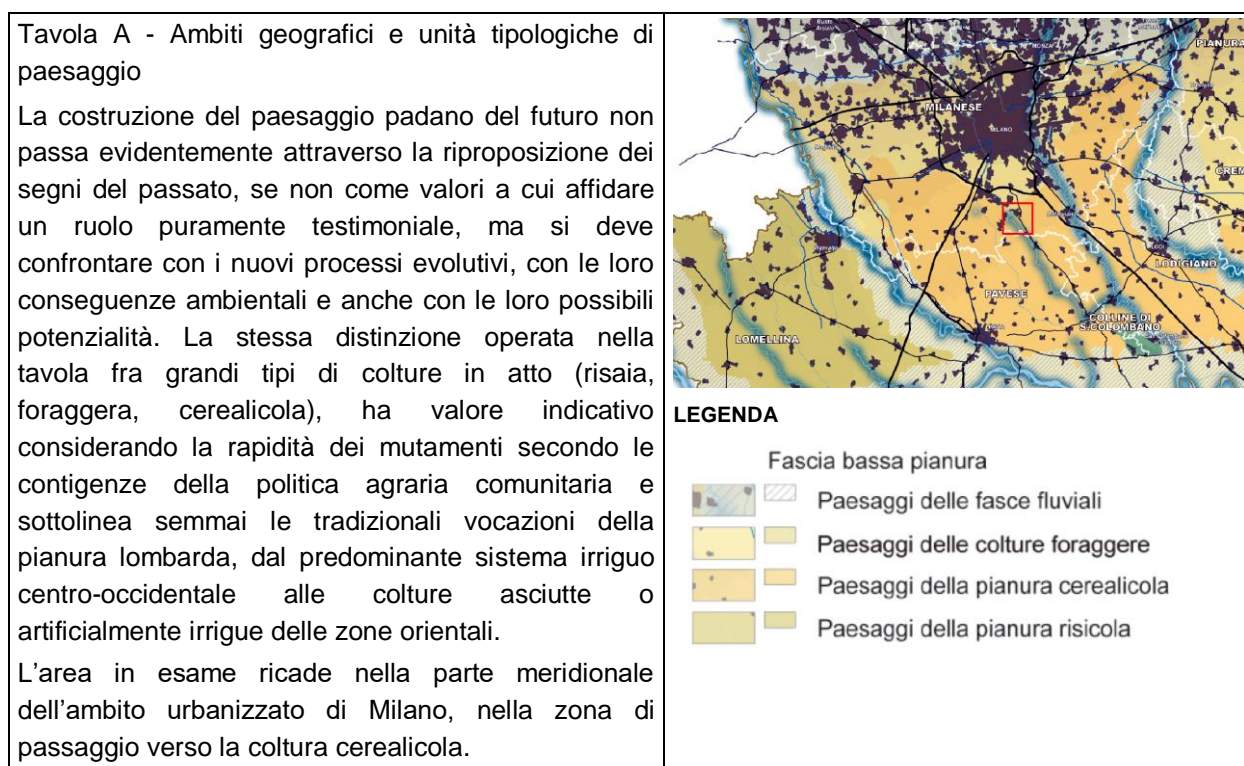 Tavola A - Ambiti geografici e unità tipologiche di
paesaggio
La costruzione del paesaggio padano del futuro non
passa evidentemente attraverso la riproposizione dei
segni del passato, se non come valori a cui affidare
un ruolo puramente testimoniale, ma si deve
confrontare con i nuovi processi evolutivi, con le loro
conseguenze ambientali e anche con le loro possibili
potenzialità. La stessa distinzione operata nella
tavola fra grandi tipi di colture in atto (risaia,
foraggera, cerealicola), ha valore indicativo
considerando la rapidità dei mutamenti secondo le
contigenze della politica agraria comunitaria e
sottolinea semmai le tradizionali vocazioni della
pianura lombarda, dal predominante sistema irriguo
centro-occidentale alle colture asciutte o
artificialmente irrigue delle zone orientali.
L'area in esame ricade nella parte meridionale
dell'ambito urbanizzato di Milano, nella zona di
passaggio verso la coltura cerealicola.
MONZA
PIANURA
MILANESE
MILANO
CREM
LODI
LODIGIANO
PAVESE
COLLINE DI
S.COLOMBANO
LOMELLINA
LEGENDA
Fascia bassa pianura
Paesaggi delle fasce fluviali
Paesaggi delle colture foraggere
Paesaggi della pianura cerealicola
Paesaggi della pianura risicola